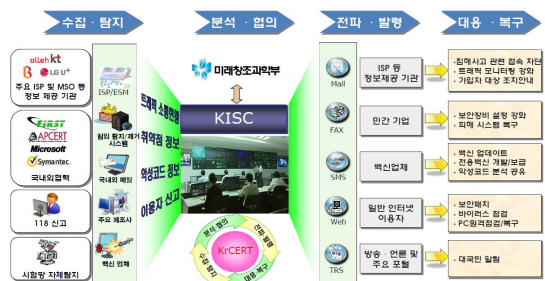 수집 · 탐지
분석 · 협의
전파 · 발령
대응 · 복구
olleh kt
B LG U+
주요 ISP 및 MSO 등
정보 제공 기관
FIRST
APCERT
Microsoft
Symantec.
국내외협력
118 신고
시험망 자체탐지
ISP/ESM
침입 탐지/제거
시스템
국내외 메일
주요 제조사
백신 업체
트래픽 소통현황
취약점 정보
악성코드 정보
이용자 신고
미래창조과학부
KISC
KrCERT
분석 협의
전파 발령
대응 복구
수집 탐지
Mail
FAX
SMS
Web
TRS
ISP 등
정보제공 기관
민간 기업
백신업체
일반 인터넷
이용자
방송 · 언론 및
주요 포털
· 침해사고 관련 접속 차단
· 트래픽 모니터링 강화
· 가입자 대상 조치안내
· 보안장비 설정 강화
· 피해 시스템 복구
· 백신 업데이트
· 전용백신 개발/보급
· 악성코드 분석 공유
· 보안패치
· 바이러스 점검
· PC원격점검/복구
· 대국민 알림